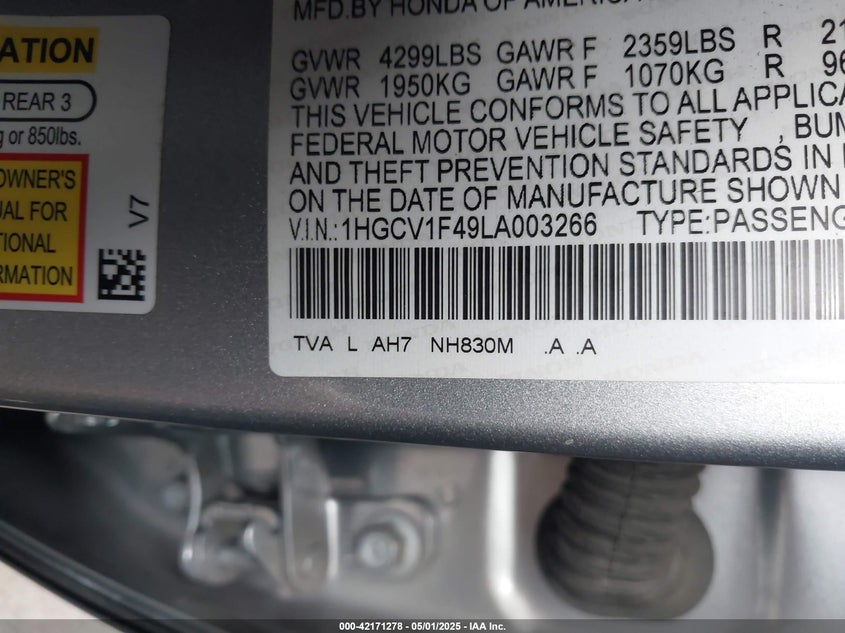 ATION
REAR 3
g or 850lbs.
OWNER'S
UAL FOR
TIONAL
RMATION
V7
MFD.BY HONDA OF AMERICA
GVWR 4299LBS GAWR F 2359LBS R 21
GVWR 1950KG GAWR F 1070KG R 96
THIS VEHICLE CONFORMS TO ALL APPLICA
FEDERAL MOTOR VEHICLE SAFETY , BUM
AND THEFT PREVENTION STANDARDS IN
ON THE DATE OF MANUFACTURE SHOWN
V.I.N.:1HGCV1F49LA003266 TYPE:PASSENG
TVA L AH7 NH830M .A .A
000-42171278 - 05/01/2025 - IAA Inc.